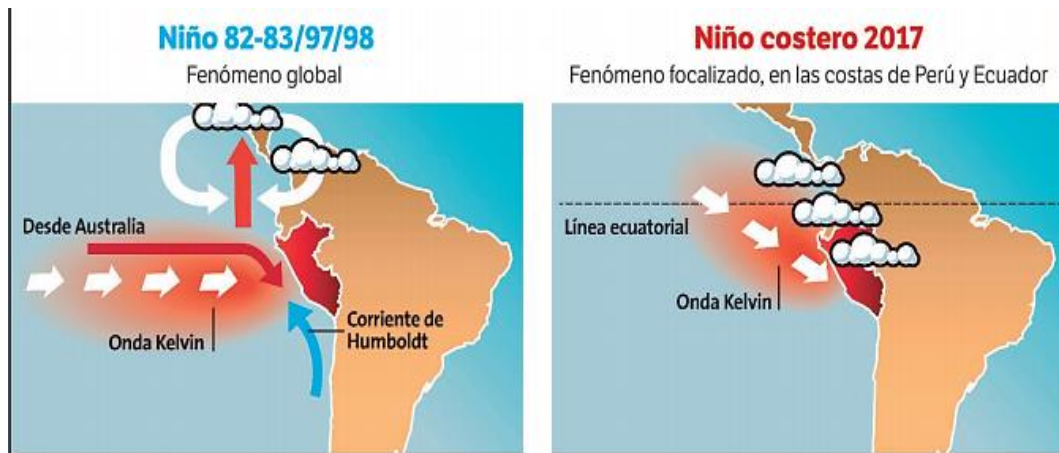 Niño 82-83/97/98
Fenómeno global
Desde Australia
Onda Kelvin
Corriente de
Humboldt
Niño costero 2017
Fenómeno focalizado, en las costas de Perú y Ecuador
Línea ecuatorial
Onda Kelvin